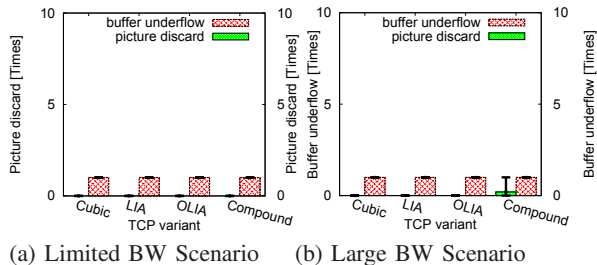 Picture discard [Times]
10
5
0
buffer underflow
picture discard
10
5
0
Cubic
LIA
OLIA
Compound
TCP variant
Buffer underflow [Times]
(a) Limited BW Scenario
Picture discard [Times]
10
5
0
buffer underflow
picture discard
10
5
0
Cubic
LIA
OLIA
Compound
TCP variant
Buffer underflow [Times]
(b) Large BW Scenario